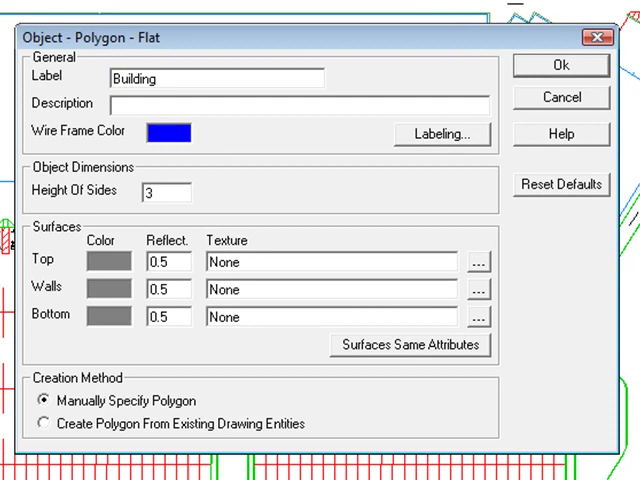 Object - Polygon - Flat
General
Label Building
Description
Wire Frame Color Labeling...
Ok
Cancel
Help
Reset Defaults
Object Dimensions
Height Of Sides 3
Surfaces
Color Reflect. Texture
Top 0.5 None ...
Walls 0.5 None ...
Bottom 0.5 None ...
Surfaces Same Attributes
Creation Method
Manually Specify Polygon
Create Polygon From Existing Drawing Entities